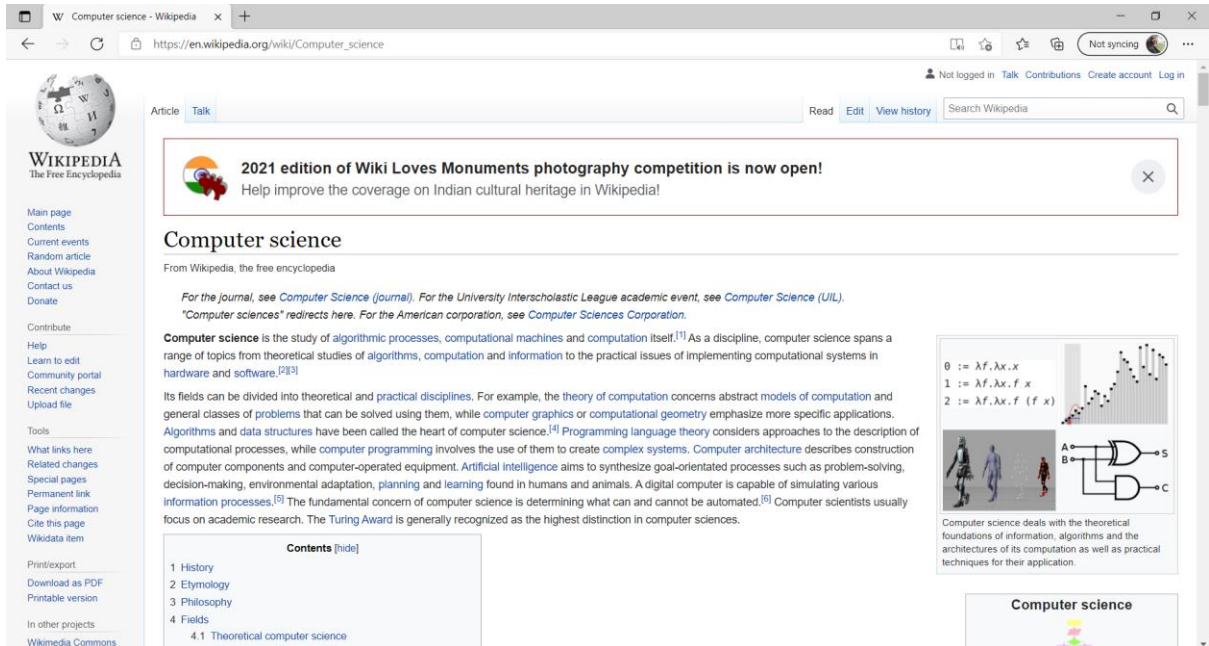 Computer science - Wikipedia
https://en.wikipedia.org/wiki/Computer_science
Not syncing
Not logged in Talk Contributions Create account Log in
Article Talk
Read Edit View history
Search Wikipedia
WIKIPEDIA
The Free Encyclopedia
Main page
Contents
Current events
Random article
About Wikipedia
Contact us
Donate
Contribute
Help
Learn to edit
Community portal
Recent changes
Upload file
Tools
What links here
Related changes
Special pages
Permanent link
Page information
Cite this page
Wikidata item
Print/export
Download as PDF
Printable version
In other projects
Wikimedia Commons
2021 edition of Wiki Loves Monuments photography competition is now open!
Help improve the coverage on Indian cultural heritage in Wikipedia!
Computer science
From Wikipedia, the free encyclopedia
For the journal, see Computer Science (journal). For the University Interscholastic League academic event, see Computer Science (UIL).
"Computer sciences" redirects here. For the American corporation, see Computer Sciences Corporation.
Computer science is the study of algorithmic processes, computational machines and computation itself.[1] As a discipline, computer science spans a
range of topics from theoretical studies of algorithms, computation and information to the practical issues of implementing computational systems in
hardware and software.[2][3]
Its fields can be divided into theoretical and practical disciplines. For example, the theory of computation concerns abstract models of computation and
general classes of problems that can be solved using them, while computer graphics or computational geometry emphasize more specific applications.
Algorithms and data structures have been called the heart of computer science.[4] Programming language theory considers approaches to the description of
computational processes, while computer programming involves the use of them to create complex systems. Computer architecture describes construction
of computer components and computer-operated equipment. Artificial intelligence aims to synthesize goal-orientated processes such as problem-solving,
decision-making, environmental adaptation, planning and learning found in humans and animals. A digital computer is capable of simulating various
information processes.[5] The fundamental concern of computer science is determining what can and cannot be automated.[6] Computer scientists usually
focus on academic research. The Turing Award is generally recognized as the highest distinction in computer sciences.
Contents [hide]
1 History
2 Etymology
3 Philosophy
4 Fields
4.1 Theoretical computer science
0 := λf.λx.x
1 := λf.λx.f x
2 := λf.λx.f (f x)
A
B
S
C
Computer science deals with the theoretical
foundations of information, algorithms and the
architectures of its computation as well as practical
techniques for their application.
Computer science